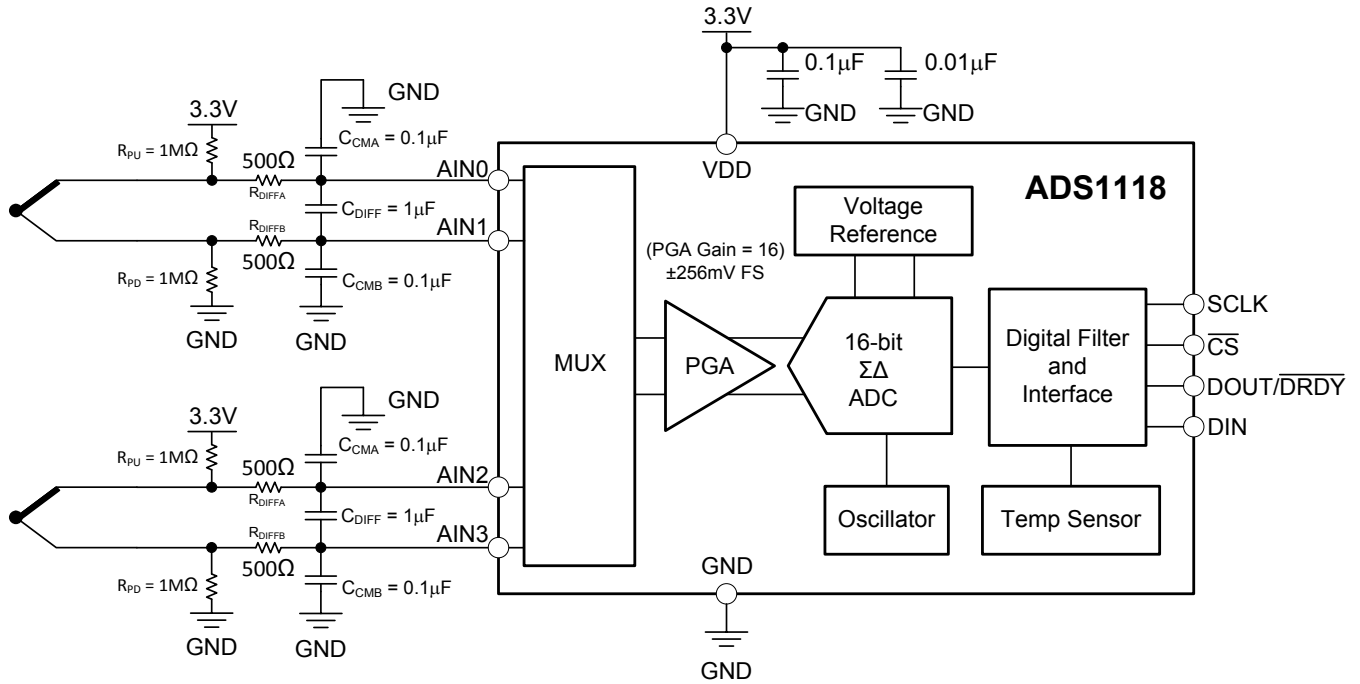 3.3V
0.1μF
0.01μF
GND
GND
GND
3.3V
C_CMA = 0.1μF
R_PU = 1MΩ
500Ω
R_DIFFA
AIN0
VDD
ADS1118
C_DIFF = 1μF
R_DIFFB
500Ω
AIN1
R_PD = 1MΩ
C_CMB = 0.1μF
GND
GND
Voltage
Reference
(PGA Gain = 16)
±256mV FS
MUX
PGA
16-bit
ΣΔ
ADC
Digital Filter
and
Interface
SCLK
C̅S̅
DOUT/D̅R̅D̅Y̅
DIN
Oscillator
Temp Sensor
GND
3.3V
C_CMA = 0.1μF
R_PU = 1MΩ
500Ω
R_DIFFA
AIN2
C_DIFF = 1μF
R_DIFFB
500Ω
AIN3
R_PD = 1MΩ
C_CMB = 0.1μF
GND
GND
GND
GND